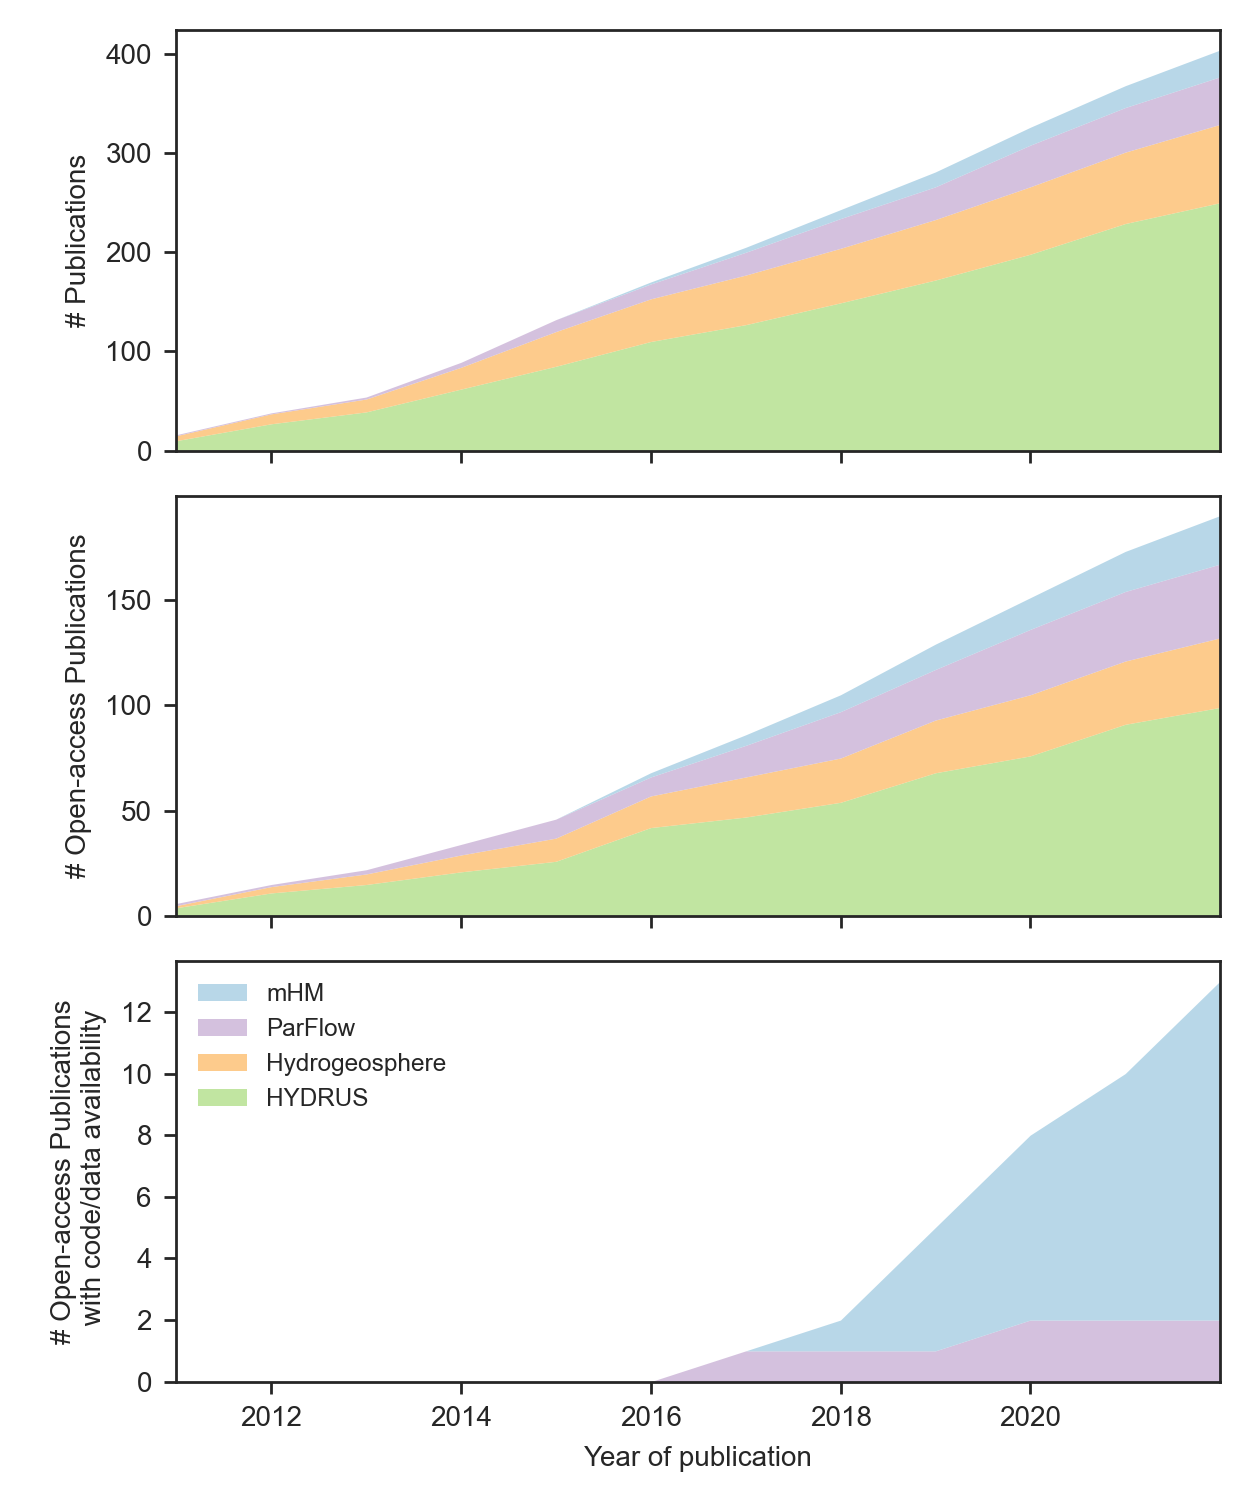 400
300
200
100
0
# Publications
150
100
50
0
# Open-access Publications
mHM
ParFlow
Hydrogeosphere
HYDRUS
12
10
8
6
4
2
0
# Open-access Publications
with code/data availability
2012 2014 2016 2018 2020
Year of publication